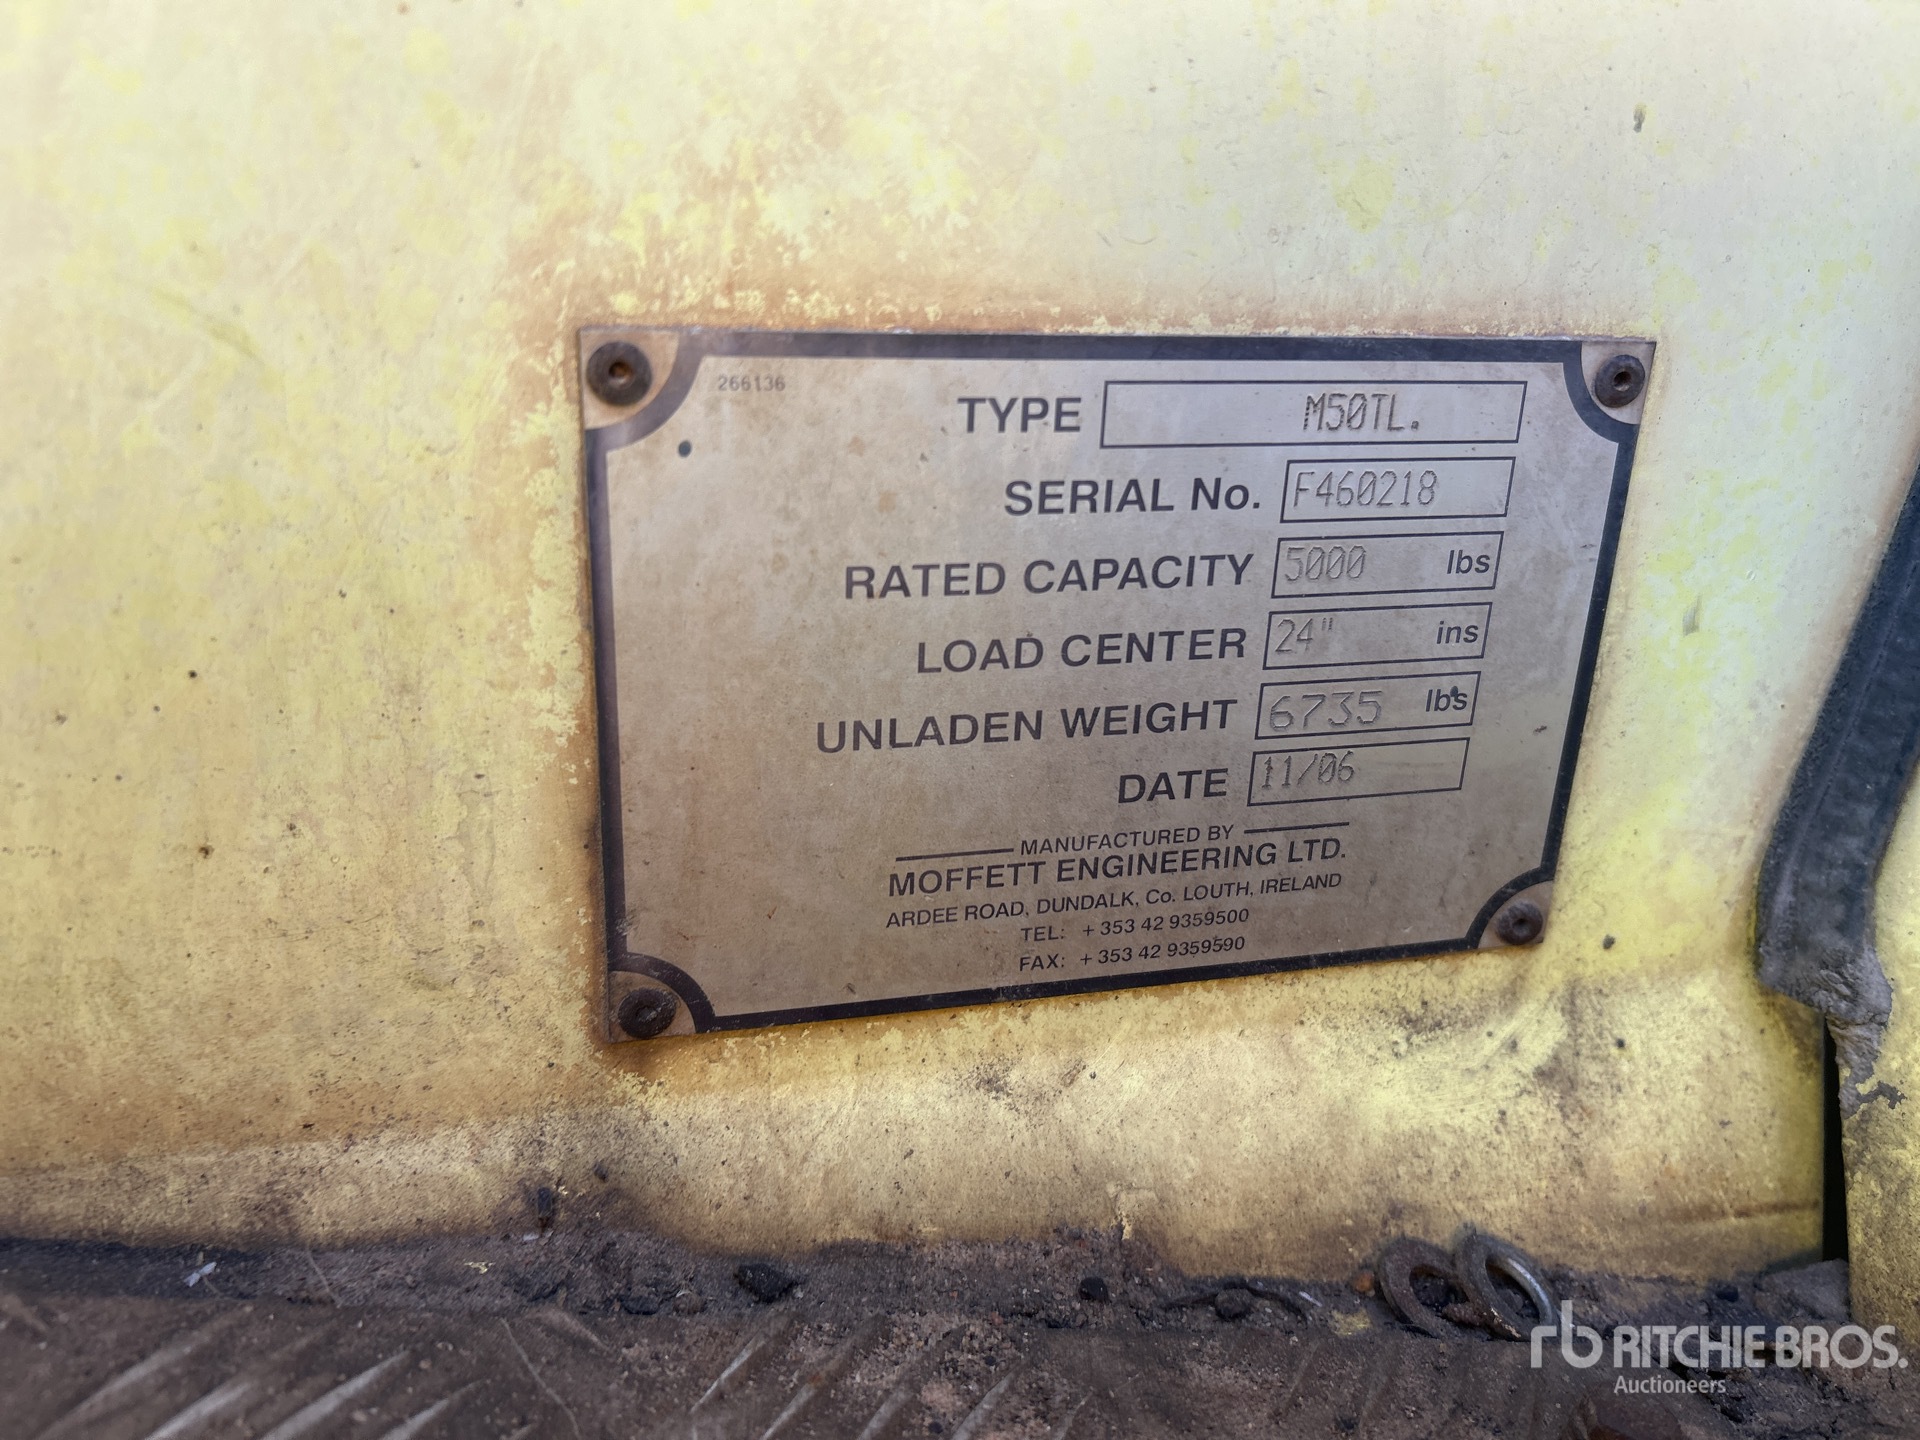 266136
TYPE M50TL.
SERIAL No. F460218
RATED CAPACITY 5000 lbs
LOAD CENTER 24" ins
UNLADEN WEIGHT 6735 lbs
DATE 11/06
MANUFACTURED BY
MOFFETT ENGINEERING LTD.
ARDEE ROAD, DUNDALK, Co. LOUTH, IRELAND
TEL: + 353 42 9359500
FAX: + 353 42 9359590
rb RITCHIE BROS.
Auctioneers